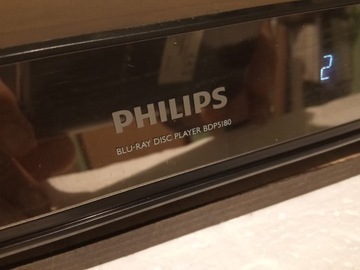 PHILIPS
BLU-RAY DISC PLAYER BDP5180
2